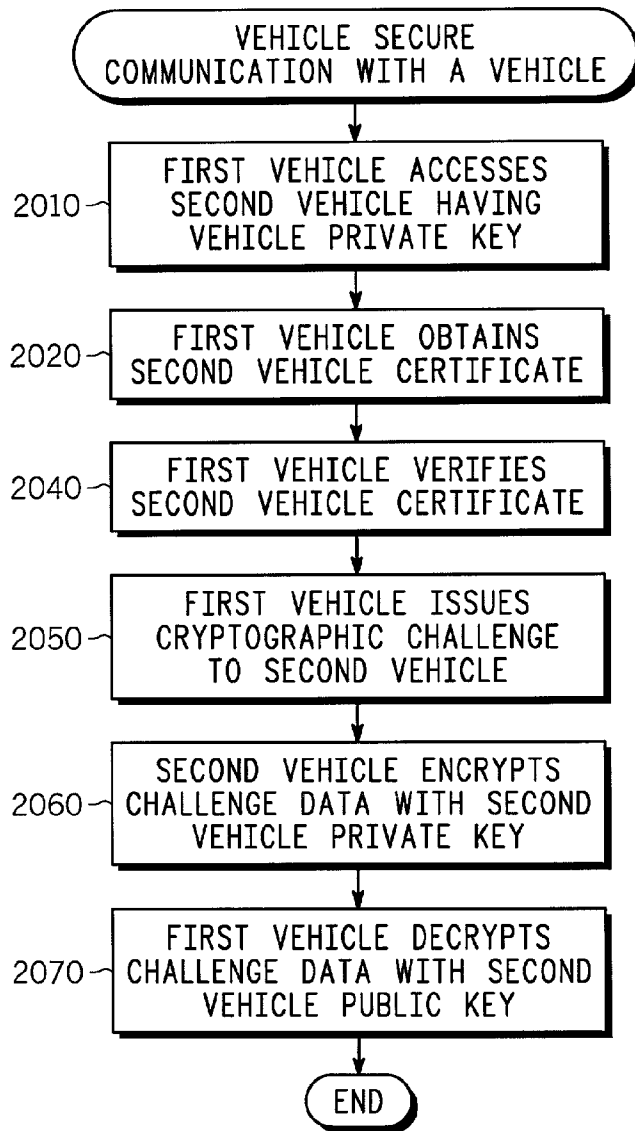 VEHICLE SECURE
COMMUNICATION WITH A VEHICLE
2010
FIRST VEHICLE ACCESSES
SECOND VEHICLE HAVING
VEHICLE PRIVATE KEY
2020
FIRST VEHICLE OBTAINS
SECOND VEHICLE CERTIFICATE
2040
FIRST VEHICLE VERIFIES
SECOND VEHICLE CERTIFICATE
2050
FIRST VEHICLE ISSUES
CRYPTOGRAPHIC CHALLENGE
TO SECOND VEHICLE
2060
SECOND VEHICLE ENCRYPTS
CHALLENGE DATA WITH SECOND
VEHICLE PRIVATE KEY
2070
FIRST VEHICLE DECRYPTS
CHALLENGE DATA WITH SECOND
VEHICLE PUBLIC KEY
END